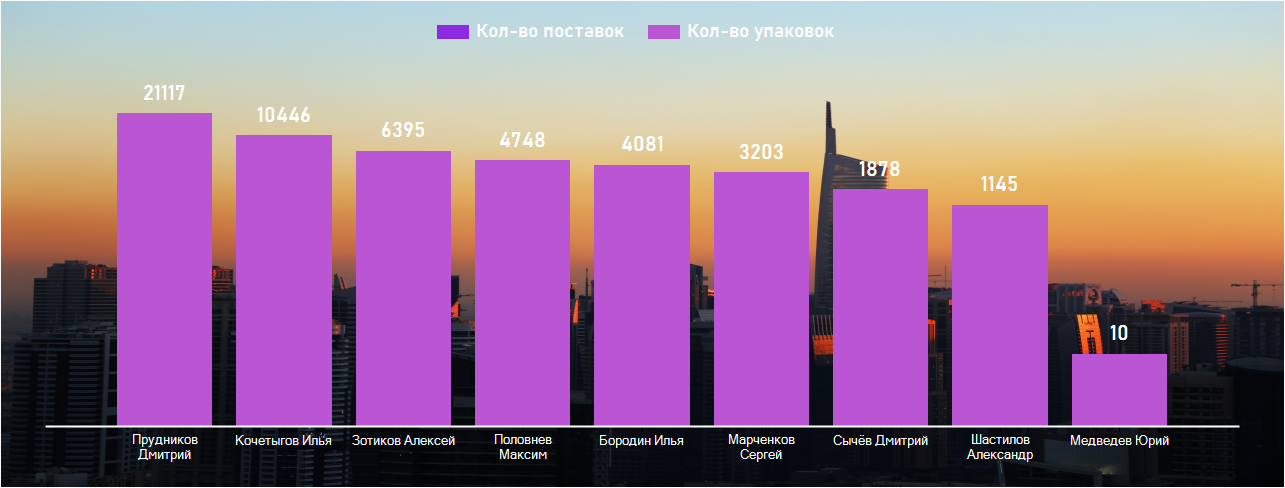 Кол-во поставок Кол-во упаковок
21117
10446
6395
4748
4081
3203
1878
1145
10
Прудников
Дмитрий
Кочетыгов Илья
Зотиков Алексей
Половнев
Максим
Бородин Илья
Марченков
Сергей
Сычёв Дмитрий
Шастилов
Александр
Медведев Юрий